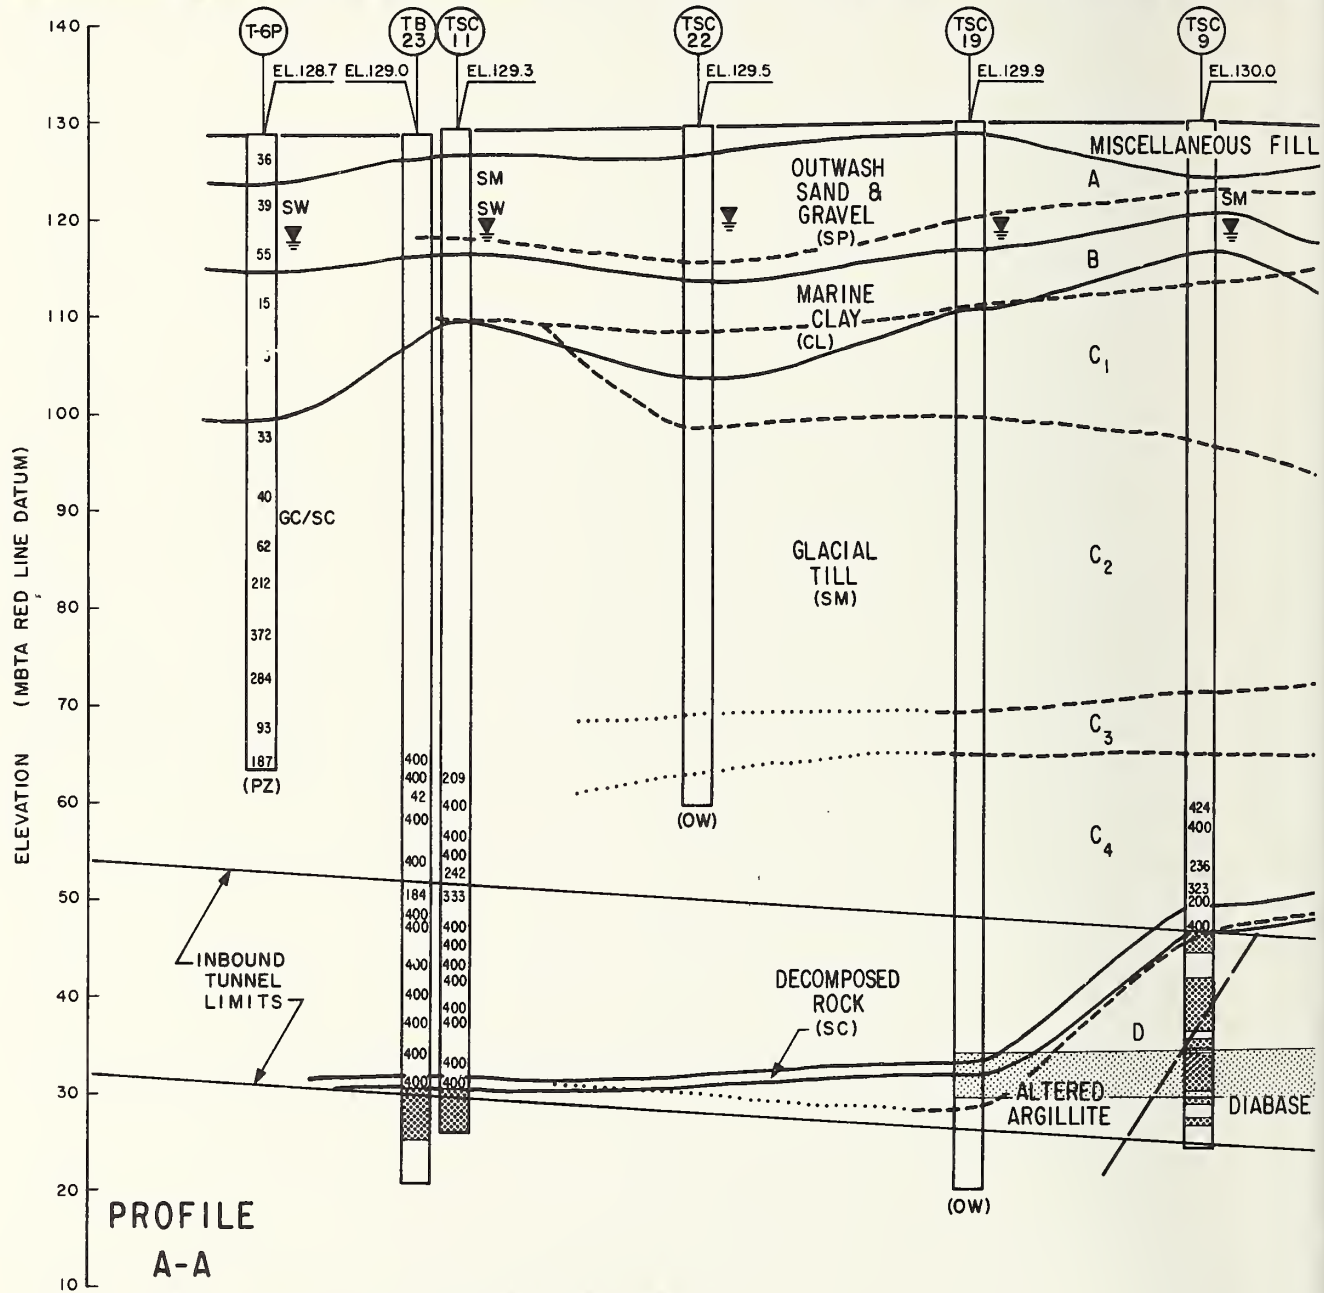 140
130
120
110
100
90
80
70
60
50
40
30
20
10
ELEVATION (MBTA RED LINE DATUM)
T-6P
TB 23
TSC 11
TSC 22
TSC 19
TSC 9
EL.128.7
EL.129.0
EL.129.3
EL.129.5
EL.129.9
EL.130.0
MISCELLANEOUS FILL
OUTWASH
SAND &
GRAVEL
(SP)
A
SM
SW
SW
SM
B
MARINE
CLAY
(CL)
C1
GC/SC
GLACIAL
TILL
(SM)
C2
C3
C4
36
39
55
15
33
40
62
212
372
284
93
187
(PZ)
400
400
42
400
400
184
400
400
400
400
400
400
400
209
400
400
400
242
333
400
400
400
400
400
400
400
400
(OW)
424
400
236
323
200
400
INBOUND
TUNNEL
LIMITS
DECOMPOSED
ROCK
(SC)
D
ALTERED
ARGILLITE
DIABASE
(OW)
PROFILE
A-A